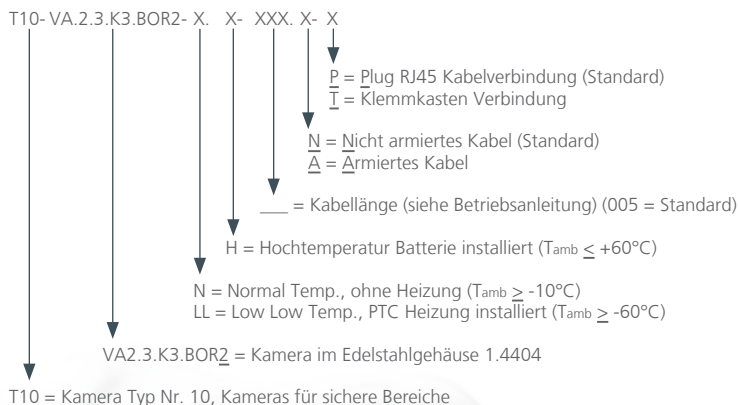 T10- VA.2.3.K3.BOR2- X. X- XXX. X- X
P = Plug RJ45 Kabelverbindung (Standard)
T = Klemmkasten Verbindung
N = Nicht armiertes Kabel (Standard)
A = Armiertes Kabel
___ = Kabellänge (siehe Betriebsanleitung) (005 = Standard)
H = Hochtemperatur Batterie installiert (Tamb ≤ +60°C)
N = Normal Temp., ohne Heizung (Tamb ≥ -10°C)
LL = Low Low Temp., PTC Heizung installiert (Tamb ≥ -60°C)
VA2.3.K3.BOR2 = Kamera im Edelstahlgehäuse 1.4404
T10 = Kamera Typ Nr. 10, Kameras für sichere Bereiche